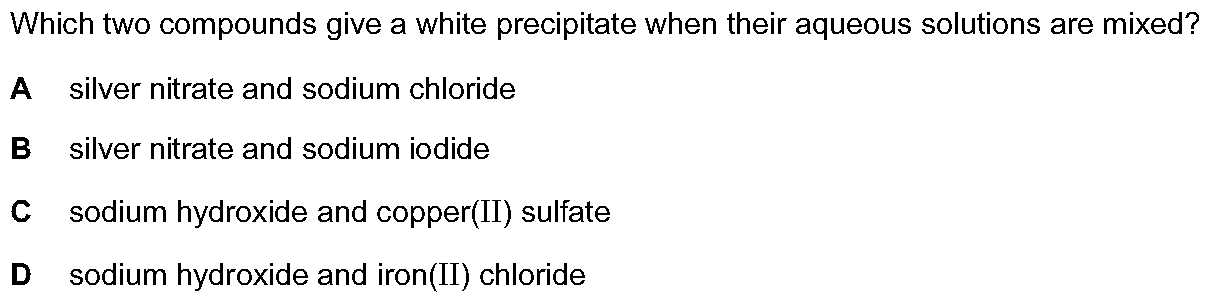 Which two compounds give a white precipitate when their aqueous solutions are mixed?
A silver nitrate and sodium chloride
B silver nitrate and sodium iodide
C sodium hydroxide and copper(II) sulfate
D sodium hydroxide and iron(II) chloride